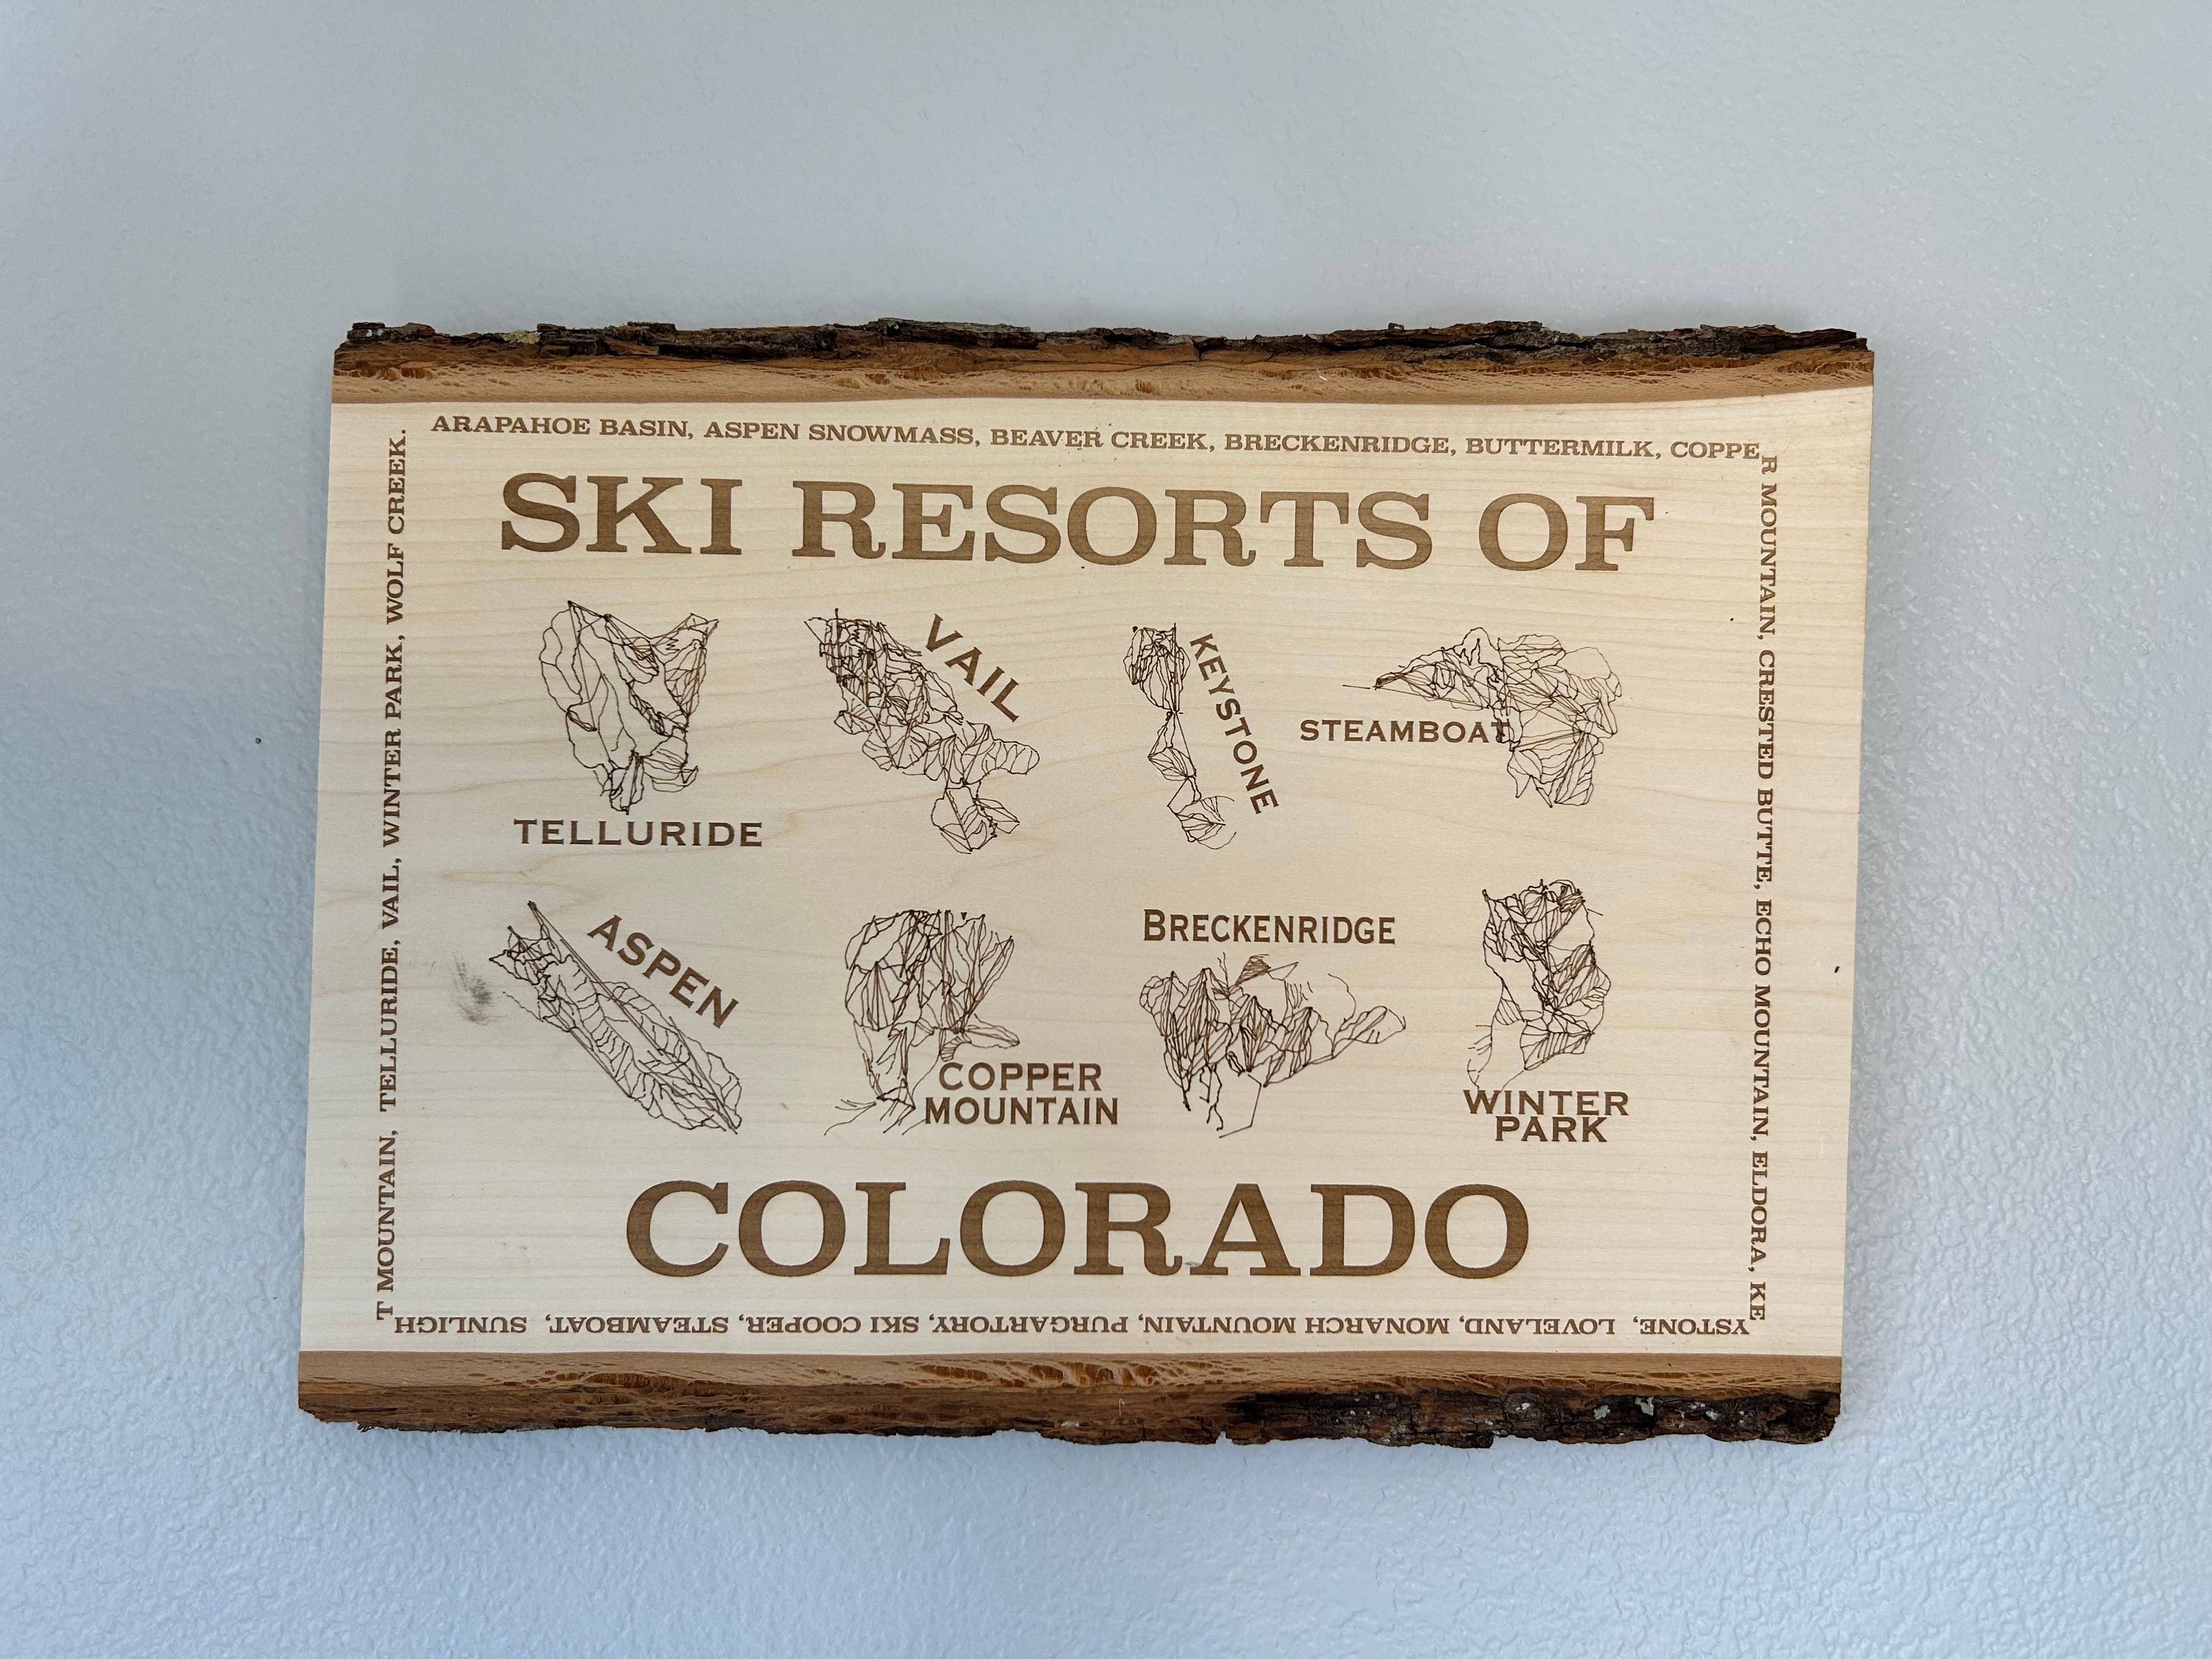 ARAPAHOE BASIN, ASPEN SNOWMASS, BEAVER CREEK, BRECKENRIDGE, BUTTERMILK, COPPE
R MOUNTAIN, CRESTED BUTTE, ECHO MOUNTAIN, ELDORA, KE
YSTONE, LOVELAND, MONARCH MOUNTAIN, PURGARTORY, SKI COOPER, STEAMBOAT, SUNLIGH
T MOUNTAIN, TELLURIDE, VAIL, WINTER PARK, WOLF CREEK.
SKI RESORTS OF
TELLURIDE
VAIL
KEYSTONE
STEAMBOAT
ASPEN
COPPER
MOUNTAIN
BRECKENRIDGE
WINTER
PARK
COLORADO